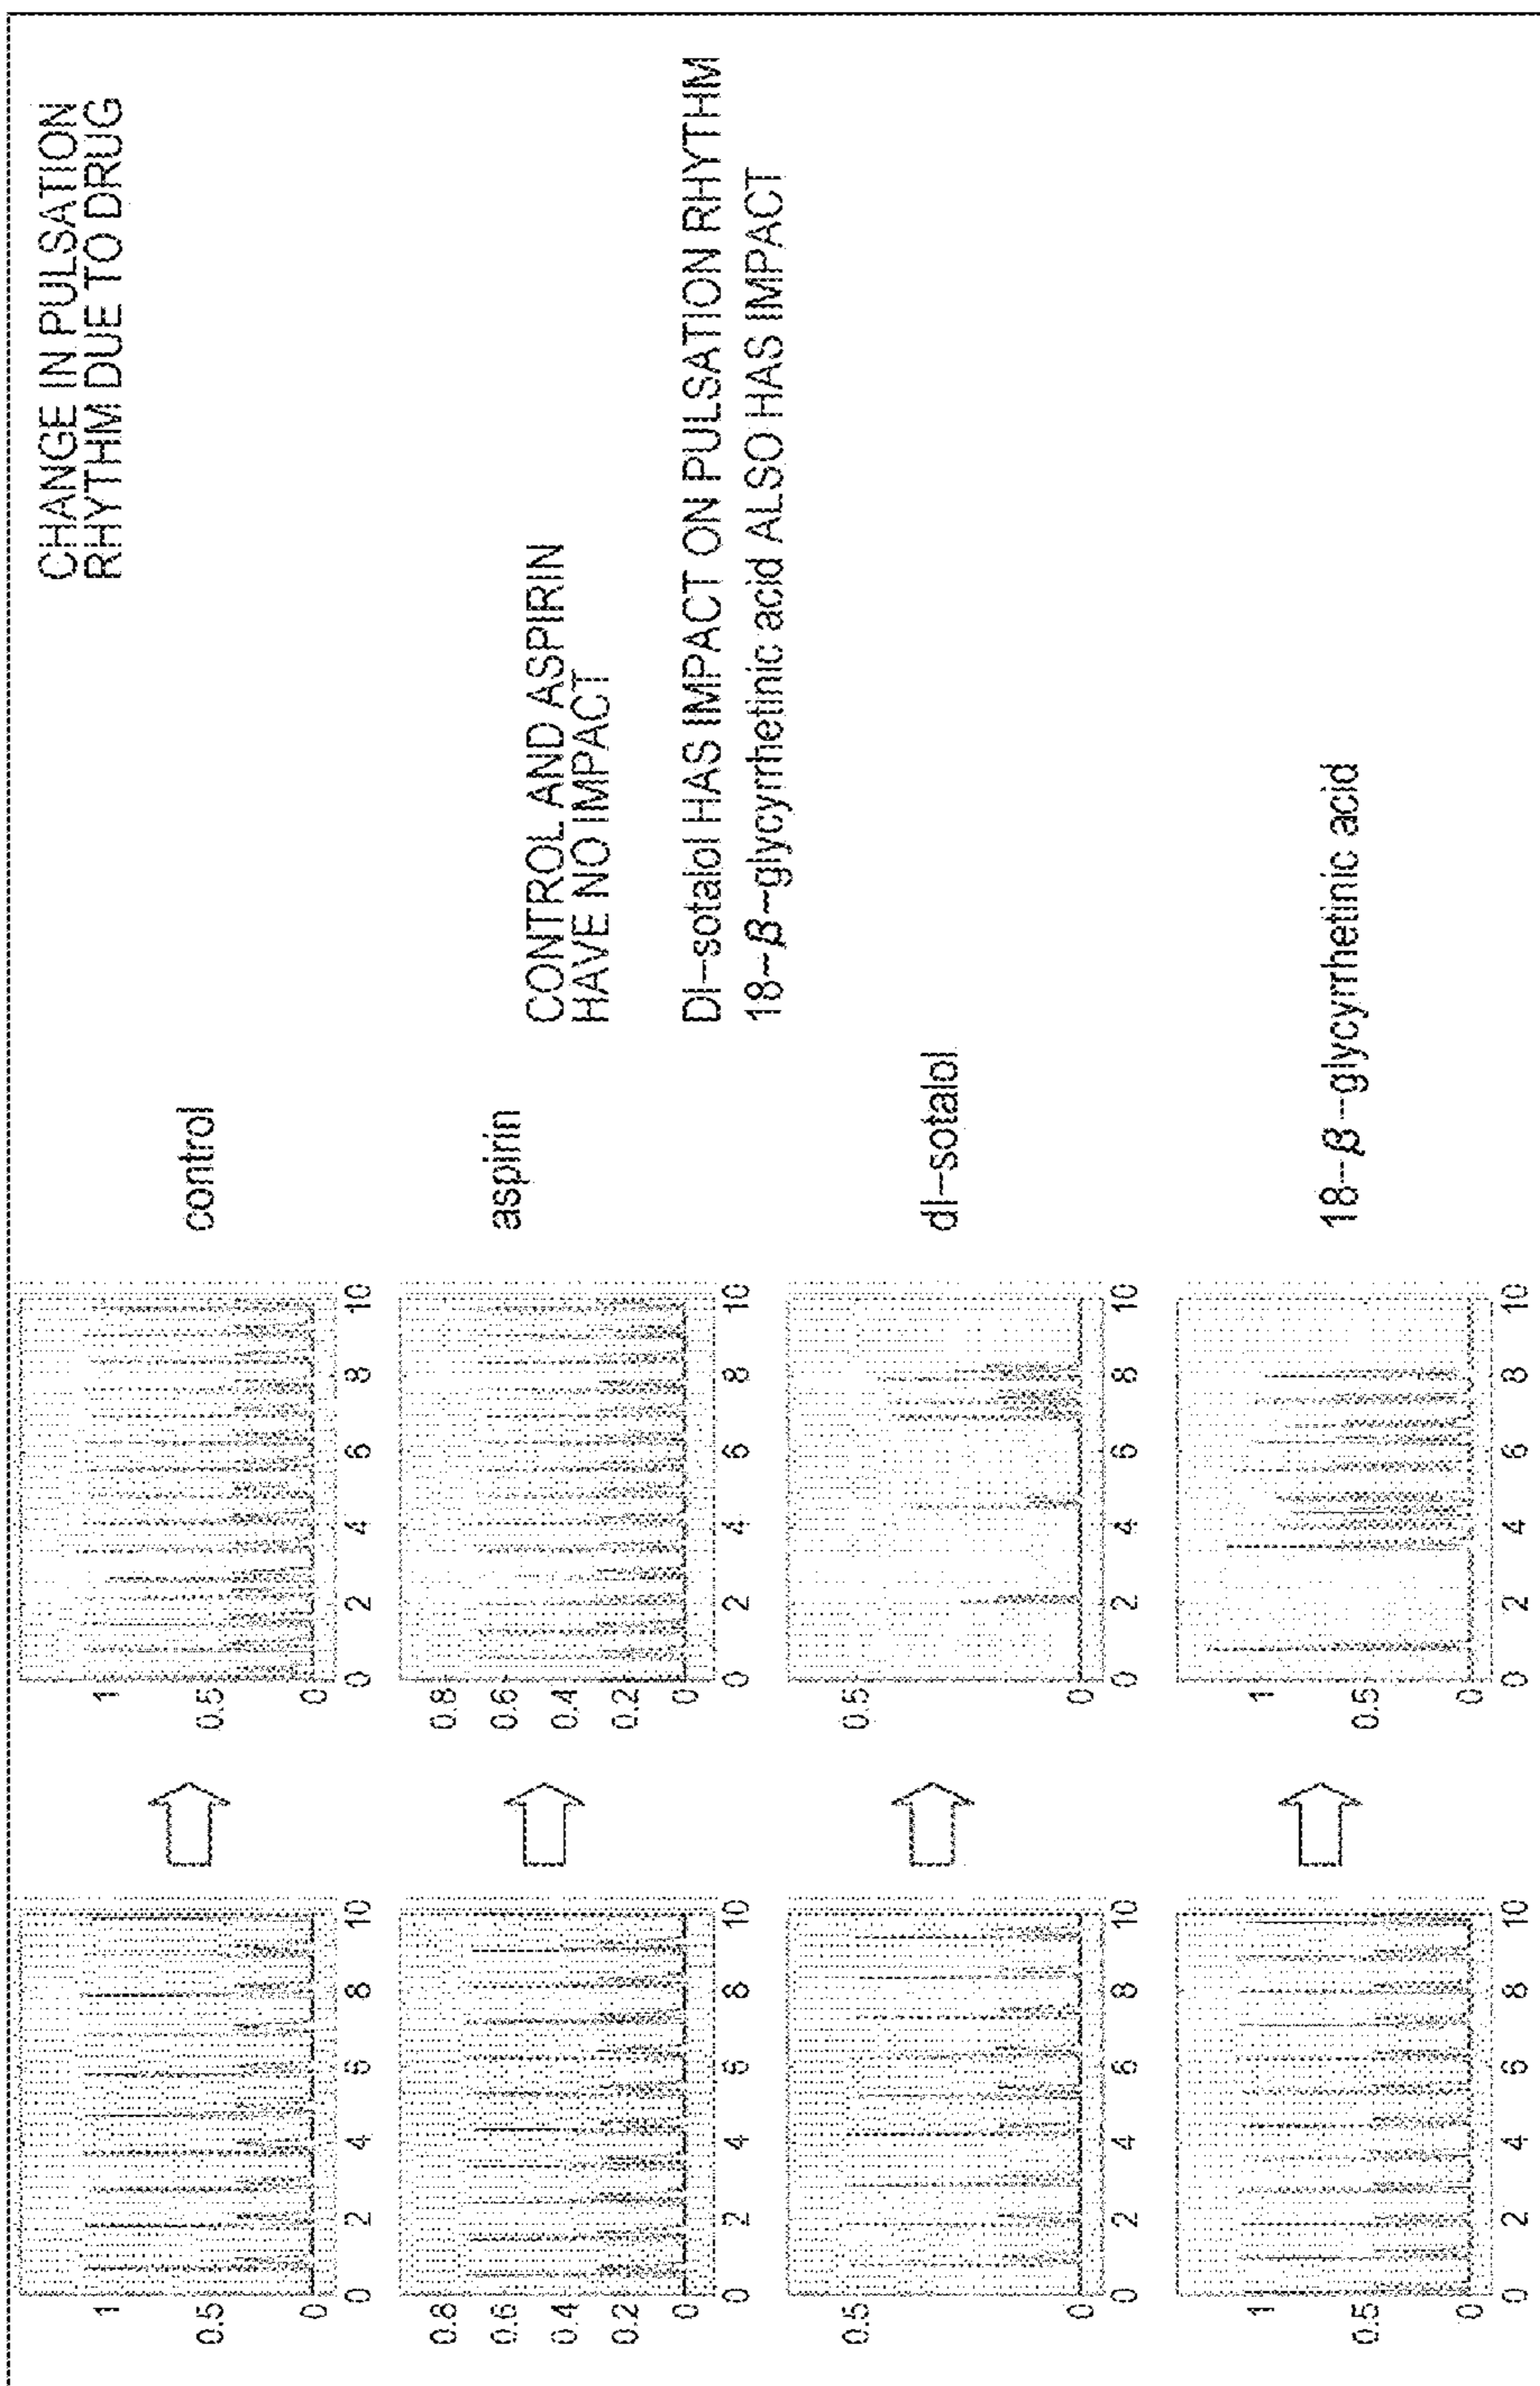 CHANGE IN PULSATION
RHYTHM DUE TO DRUG
1
0.5
0
0 2 4 6 8 10
1
0.5
0
0 2 4 6 8 10
control
0.8
0.6
0.4
0.2
0
0 2 4 6 8 10
0.8
0.6
0.4
0.2
0
0 2 4 6 8 10
aspirin
CONTROL AND ASPIRIN
HAVE NO IMPACT
Dl-sotalol HAS IMPACT ON PULSATION RHYTHM
18-β-glycyrrhetinic acid ALSO HAS IMPACT
0.5
0
0 2 4 6 8 10
0.5
0
0 2 4 6 8 10
dl-sotalol
1
0.5
0
0 2 4 6 8 10
1
0.5
0
0 2 4 6 8 10
18-β-glycyrrhetinic acid